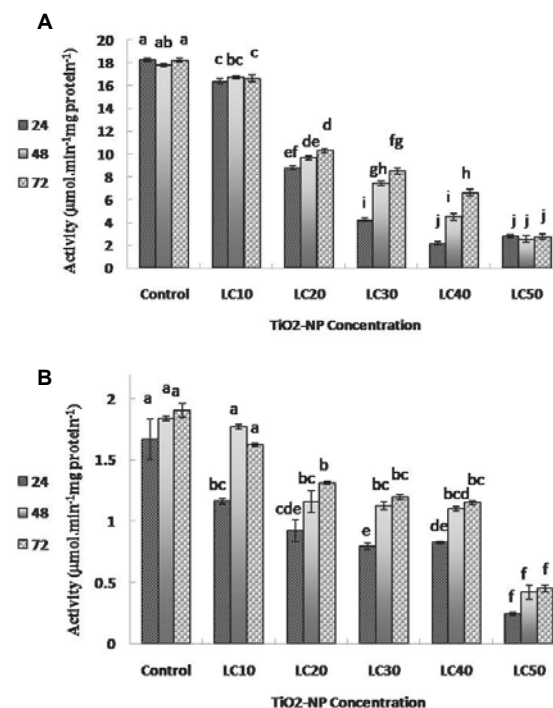 A
Activity (µmol.min-1mg protein-1)
20
18
16
14
12
10
8
6
4
2
0
24
48
72
a ab a
c bc c
ef de d
i gh fg
j i h
j j j
Control LC10 LC20 LC30 LC40 LC50
TiO2-NP Concentration
B
Activity (µmol.min-1mg protein-1)
2
1.5
1
0.5
0
24
48
72
a a a
bc a a
cde bc b
e bc bc
de bcd bc
f f f
Control LC10 LC20 LC30 LC40 LC50
TiO2-NP Concentration